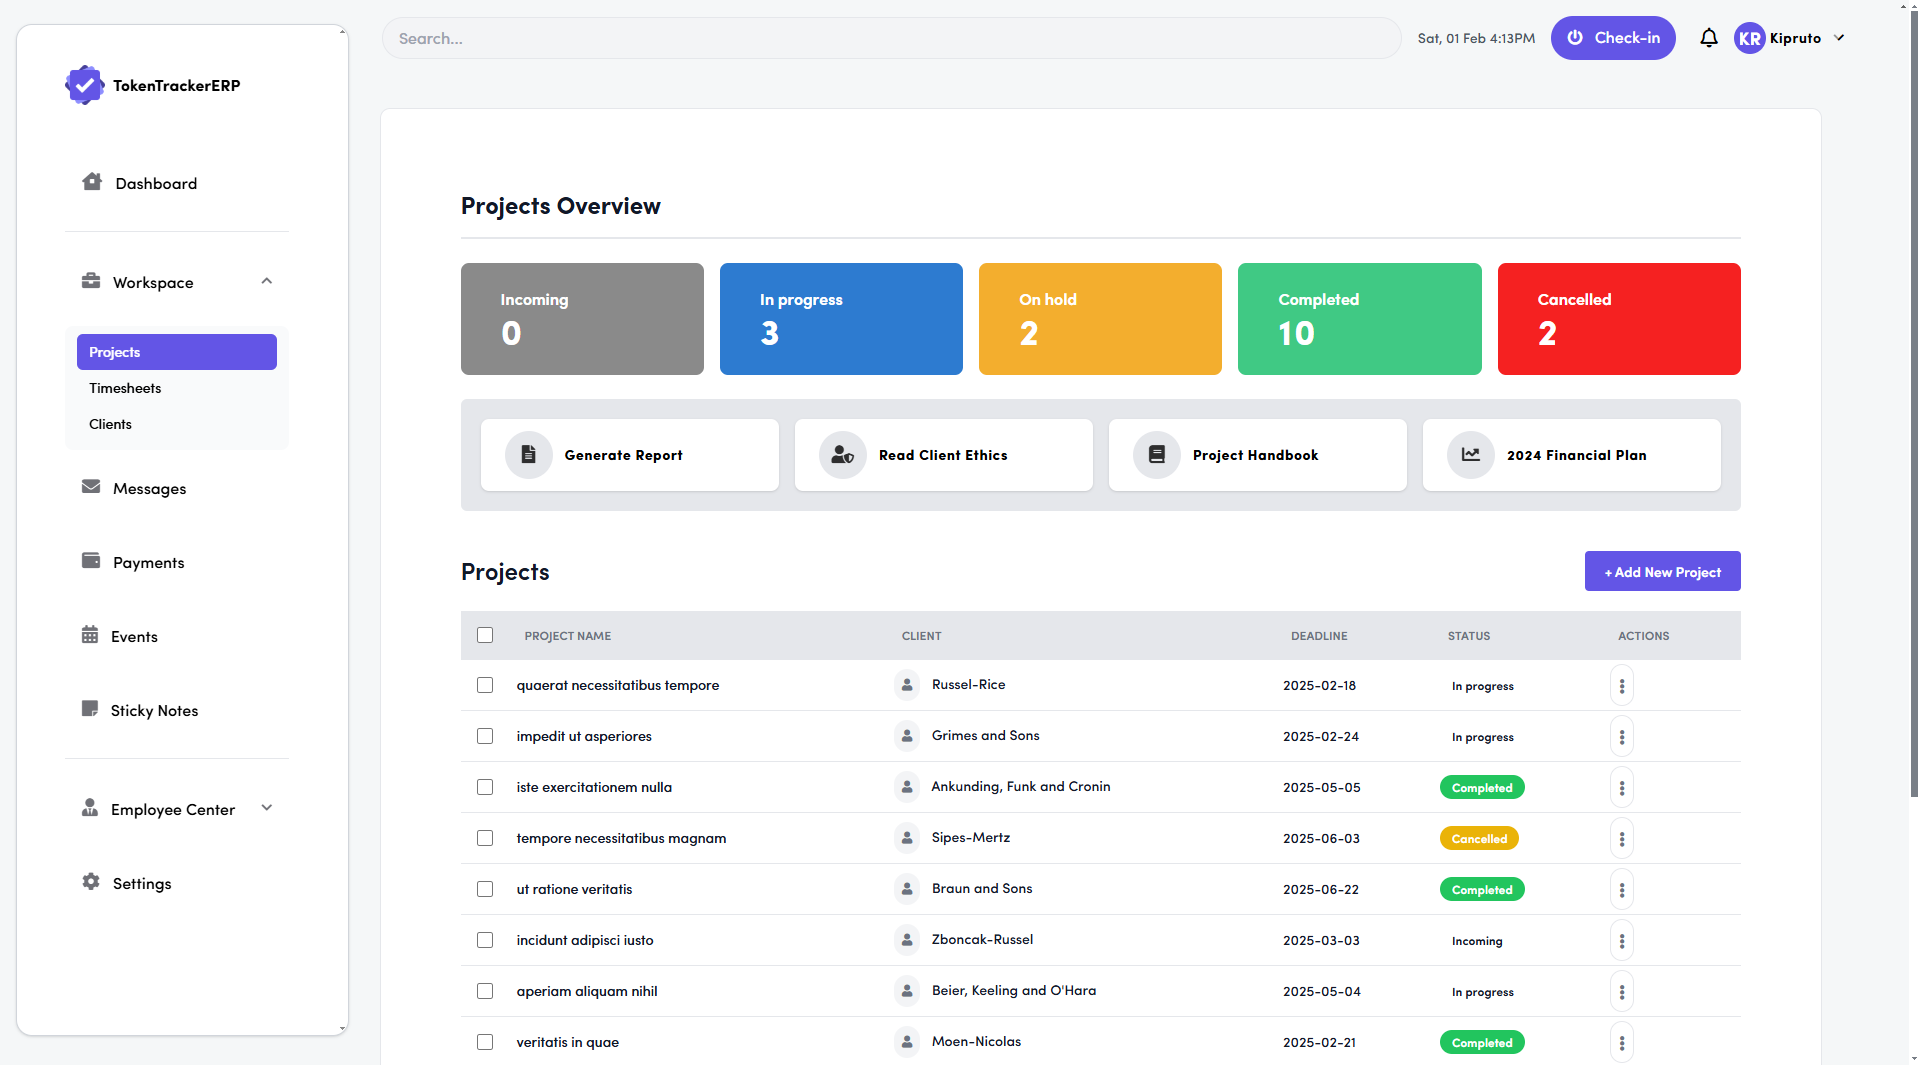 Search...
Sat, 01 Feb 4:13PM
Check-in
KR Kipruto
TokenTrackerERP
Dashboard
Workspace
Projects
Timesheets
Clients
Messages
Payments
Events
Sticky Notes
Employee Center
Settings
Projects Overview
Incoming
0
In progress
3
On hold
2
Completed
10
Cancelled
2
Generate Report
Read Client Ethics
Project Handbook
2024 Financial Plan
Projects
+ Add New Project
PROJECT NAME CLIENT DEADLINE STATUS ACTIONS
quaerat necessitatibus tempore Russel-Rice 2025-02-18 In progress
impedit ut asperiores Grimes and Sons 2025-02-24 In progress
iste exercitationem nulla Ankunding, Funk and Cronin 2025-05-05 Completed
tempore necessitatibus magnam Sipes-Mertz 2025-06-03 Cancelled
ut ratione veritatis Braun and Sons 2025-06-22 Completed
incidunt adipisci iusto Zboncak-Russel 2025-03-03 Incoming
aperiam aliquam nihil Beier, Keeling and O'Hara 2025-05-04 In progress
veritatis in quae Moen-Nicolas 2025-02-21 Completed